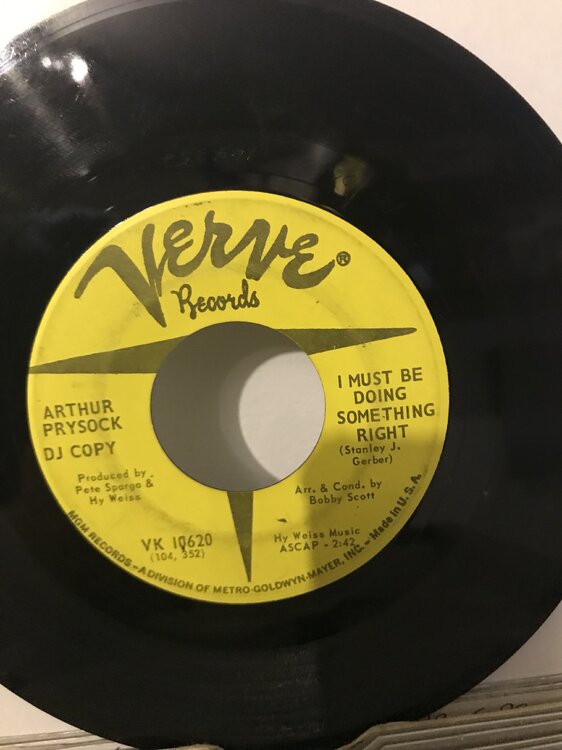 VERVE®
Records
ARTHUR
PRYSOCK
DJ COPY
Produced by
Pete Spargo &
Hy Weiss
VK 10620
(104, 352)
I MUST BE
DOING
SOMETHING
RIGHT
(Stanley J.
Gerber)
Arr. & Cond. by
Bobby Scott
Hy Weiss Music
ASCAP - 2:42
MGM RECORDS-A DIVISION OF METRO-GOLDWYN-MAYER, INC.-Made in U.S.A.